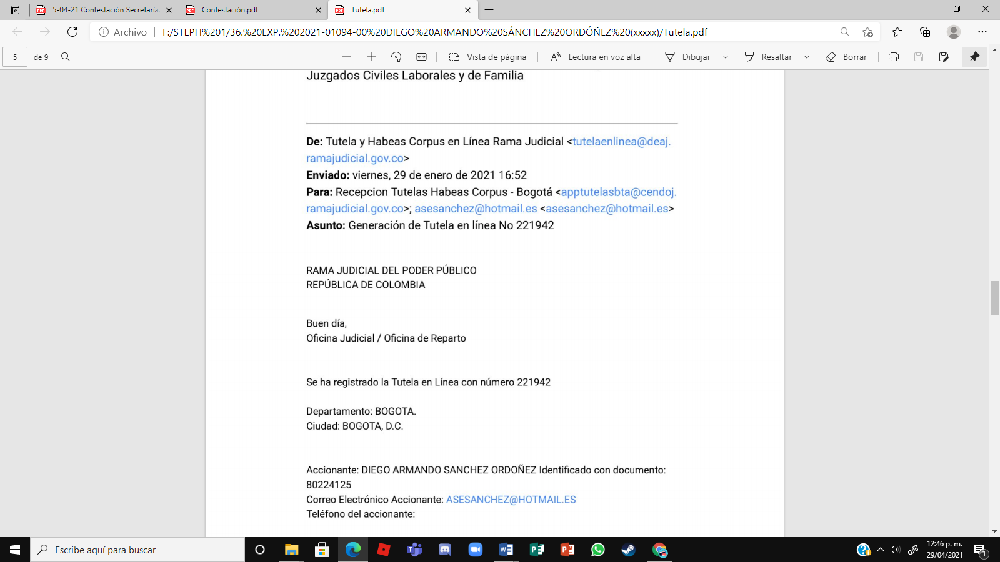 5-04-21 Contestación Secretaría.
Contestación.pdf
Tutela.pdf
Archivo
F:/STEPH%201/36.%20EXP.%202021-01094-00%20DIEGO%20ARMANDO%20SÁNCHEZ%20ORDÓÑEZ%20(xxxxx)/Tutela.pdf
5 de 9
Vista de página
Lectura en voz alta
Dibujar
Resaltar
Borrar
Juzgados Civiles Laborales y de Familia
De: Tutela y Habeas Corpus en Línea Rama Judicial <tutelaenlinea@deaj.
ramajudicial.gov.co>
Enviado: viernes, 29 de enero de 2021 16:52
Para: Recepcion Tutelas Habeas Corpus - Bogotá <apptutelasbta@cendoj.
ramajudicial.gov.co>; asesanchez@hotmail.es <asesanchez@hotmail.es>
Asunto: Generación de Tutela en línea No 221942
RAMA JUDICIAL DEL PODER PÚBLICO
REPÚBLICA DE COLOMBIA
Buen día,
Oficina Judicial / Oficina de Reparto
Se ha registrado la Tutela en Línea con número 221942
Departamento: BOGOTA.
Ciudad: BOGOTA, D.C.
Accionante: DIEGO ARMANDO SANCHEZ ORDOÑEZ Identificado con documento:
80224125
Correo Electrónico Accionante: ASESANCHEZ@HOTMAIL.ES
Teléfono del accionante:
Escribe aquí para buscar
12:46 p. m.
29/04/2021
1